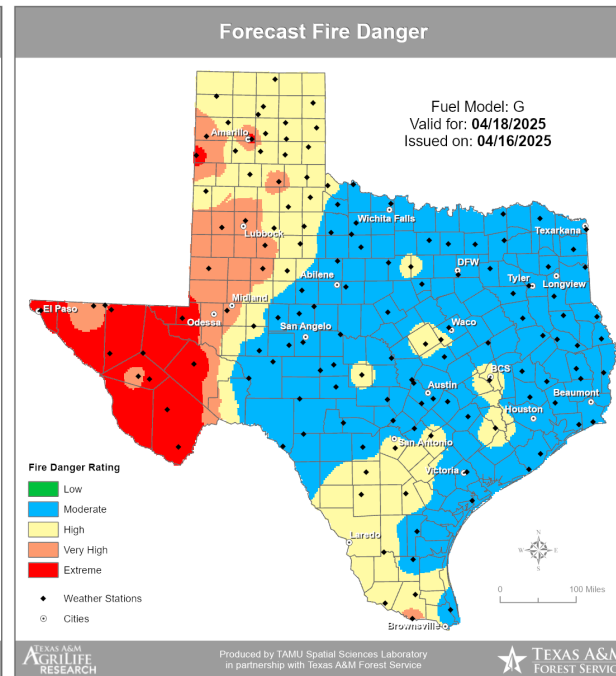 Forecast Fire Danger
Fuel Model: G
Valid for: 04/18/2025
Issued on: 04/16/2025
Amarillo
Wichita Falls
Lubbock
Texarkana
DFW
Abilene
Tyler
Longview
Midland
El Paso
Odessa
San Angelo
Waco
BCS
Beaumont
Austin
Houston
San Antonio
Victoria
Laredo
Brownsville
Fire Danger Rating
Low
Moderate
High
Very High
Extreme
Weather Stations
Cities
N
W
E
S
0 100 Miles
TEXAS A&M
AGRILIFE
RESEARCH
Produced by TAMU Spatial Sciences Laboratory
in partnership with Texas A&M Forest Service
TEXAS A&M
FOREST SERVIC